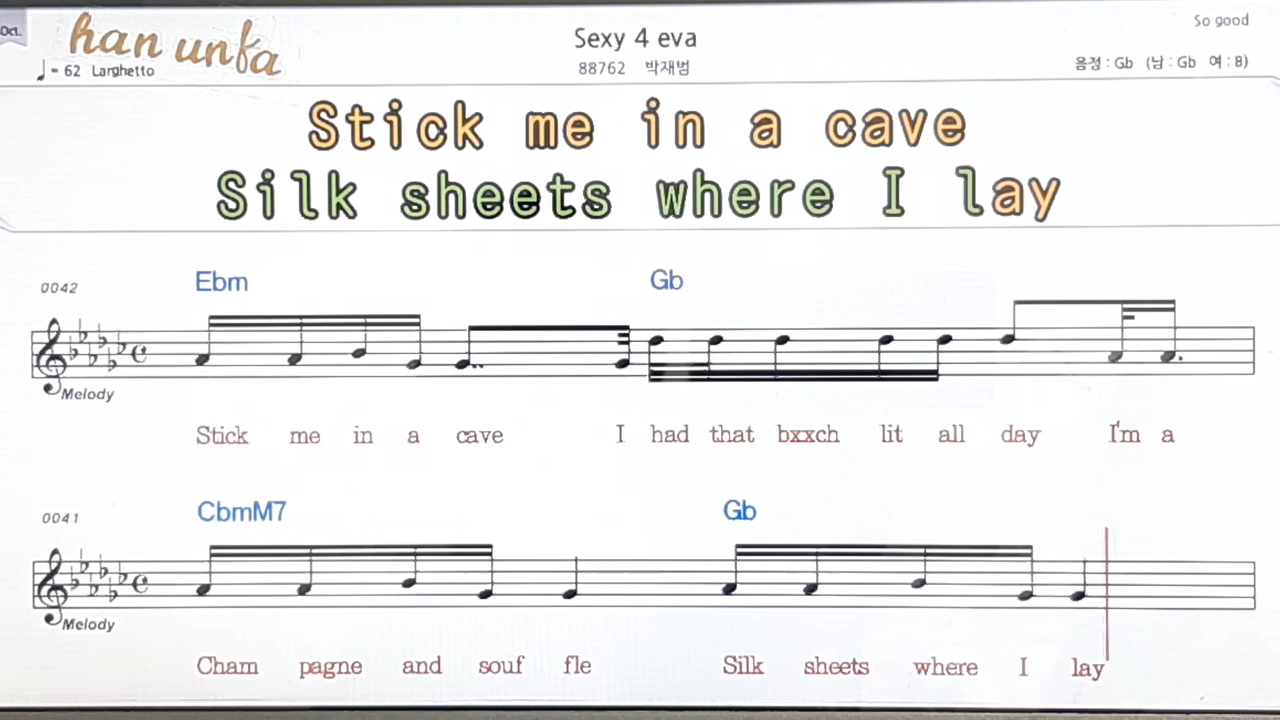 Oct.
han unfa
So good
Sexy 4 eva
= 62 Larghetto
88762 박재범
음정 : Gb (남 : Gb 여 : B)
Stick me in a cave
Silk sheets where I lay
0042
Ebm Gb
Melody
Stick me in a cave I had that bxxch lit all day I'm a
0041
CbmM7 Gb
Melody
Cham pagne and souf fle Silk sheets where I lay